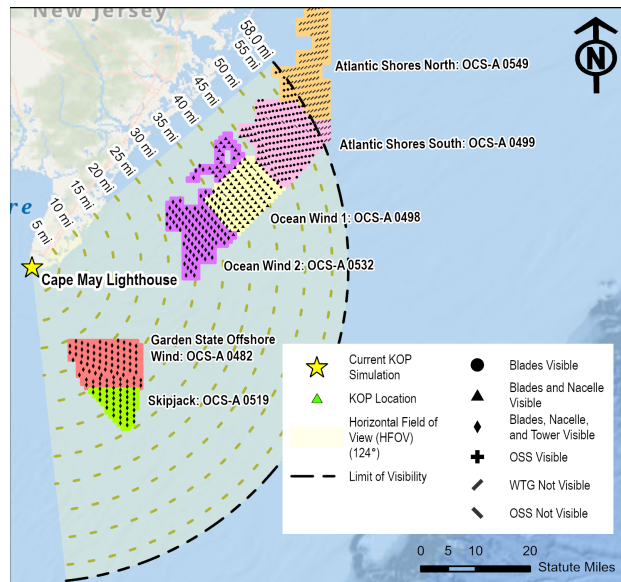 New Jersey
58.0 mi
55 mi
50 mi
45 mi
40 mi
35 mi
30 mi
25 mi
20 mi
15 mi
10 mi
5 mi
N
Atlantic Shores North: OCS-A 0549
Atlantic Shores South: OCS-A 0499
re
Ocean Wind 1: OCS-A 0498
Ocean Wind 2: OCS-A 0532
Cape May Lighthouse
Garden State Offshore
Wind: OCS-A 0482
Skipjack: OCS-A 0519
Current KOP
Simulation
KOP Location
Horizontal Field of
View (HFOV)
(124°)
Limit of Visibility
Blades Visible
Blades and Nacelle
Visible
Blades, Nacelle,
and Tower Visible
OSS Visible
WTG Not Visible
OSS Not Visible
0 5 10 20
Statute Miles